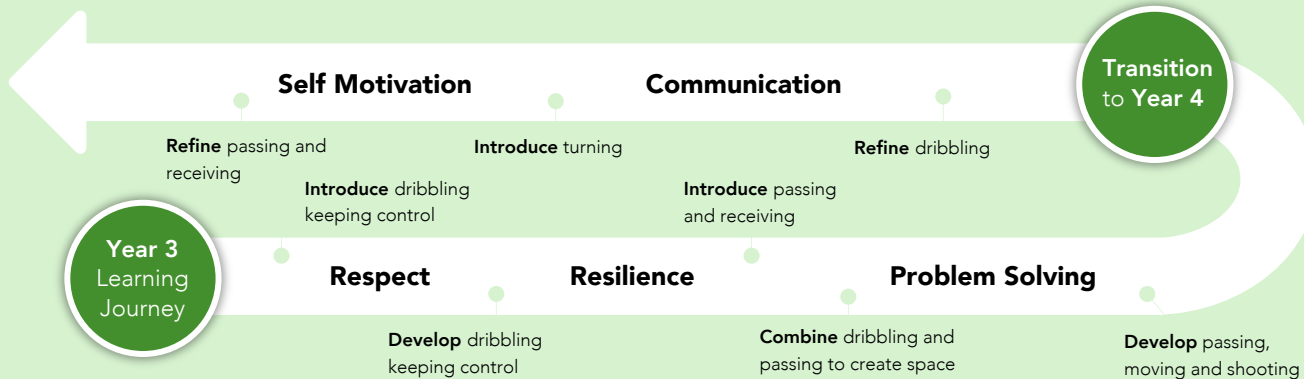 Self Motivation
Communication
Transition
to Year 4
Refine passing and
receiving
Introduce turning
Refine dribbling
Introduce dribbling
keeping control
Introduce passing
and receiving
Year 3
Learning
Journey
Respect
Resilience
Problem Solving
Develop dribbling
keeping control
Combine dribbling and
passing to create space
Develop passing,
moving and shooting